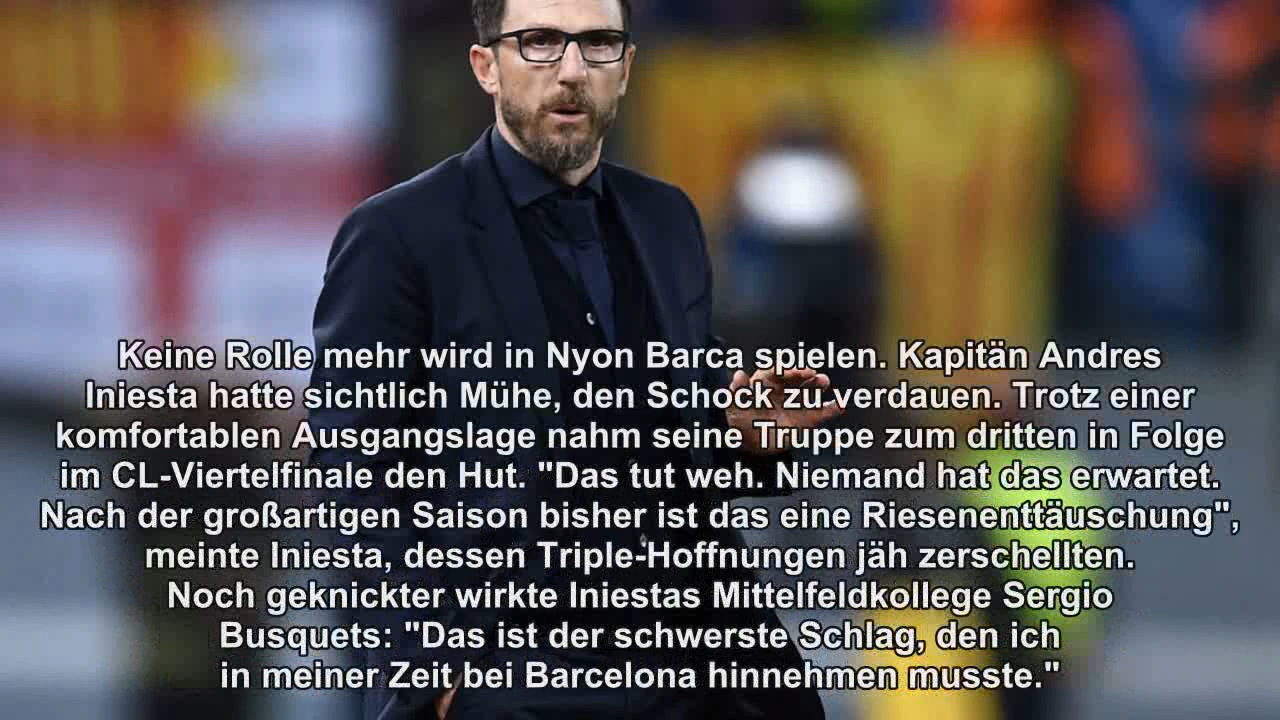 Keine Rolle mehr wird in Nyon Barca spielen. Kapitän Andres
Iniesta hatte sichtlich Mühe, den Schock zu verdauen. Trotz einer
komfortablen Ausgangslage nahm seine Truppe zum dritten in Folge
im CL-Viertelfinale den Hut. "Das tut weh. Niemand hat das erwartet.
Nach der großartigen Saison bisher ist das eine Riesenenttäuschung",
meinte Iniesta, dessen Triple-Hoffnungen jäh zerschellten.
Noch geknickter wirkte Iniestas Mittelfeldkollege Sergio
Busquets: "Das ist der schwerste Schlag, den ich
in meiner Zeit bei Barcelona hinnehmen musste."